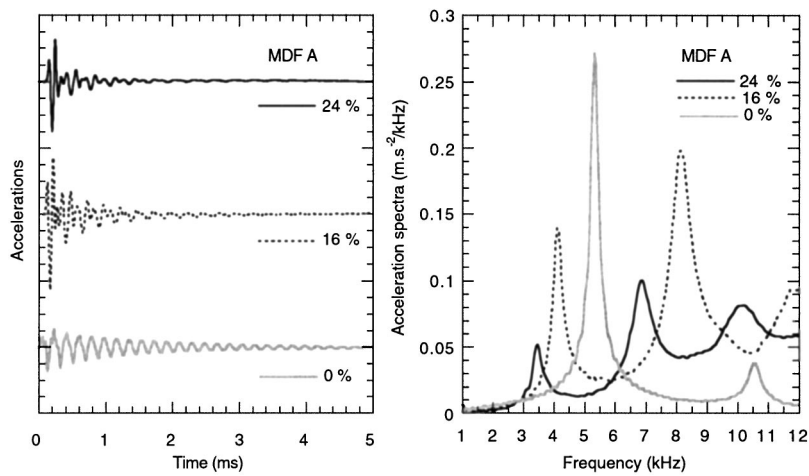 MDF A
24 %
16 %
0 %
Accelerations
0 1 2 3 4 5
Time (ms)
0.3
0.25
0.2
0.15
0.1
0.05
0
MDF A
24 %
16 %
0 %
Acceleration spectra (m.s⁻²/kHz)
1 2 3 4 5 6 7 8 9 10 11 12
Frequency (kHz)